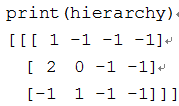 print(hierarchy)
[[[ 1 -1 -1 -1]↵
[ 2 0 -1 -1]↵
[-1 1 -1 -1]]]